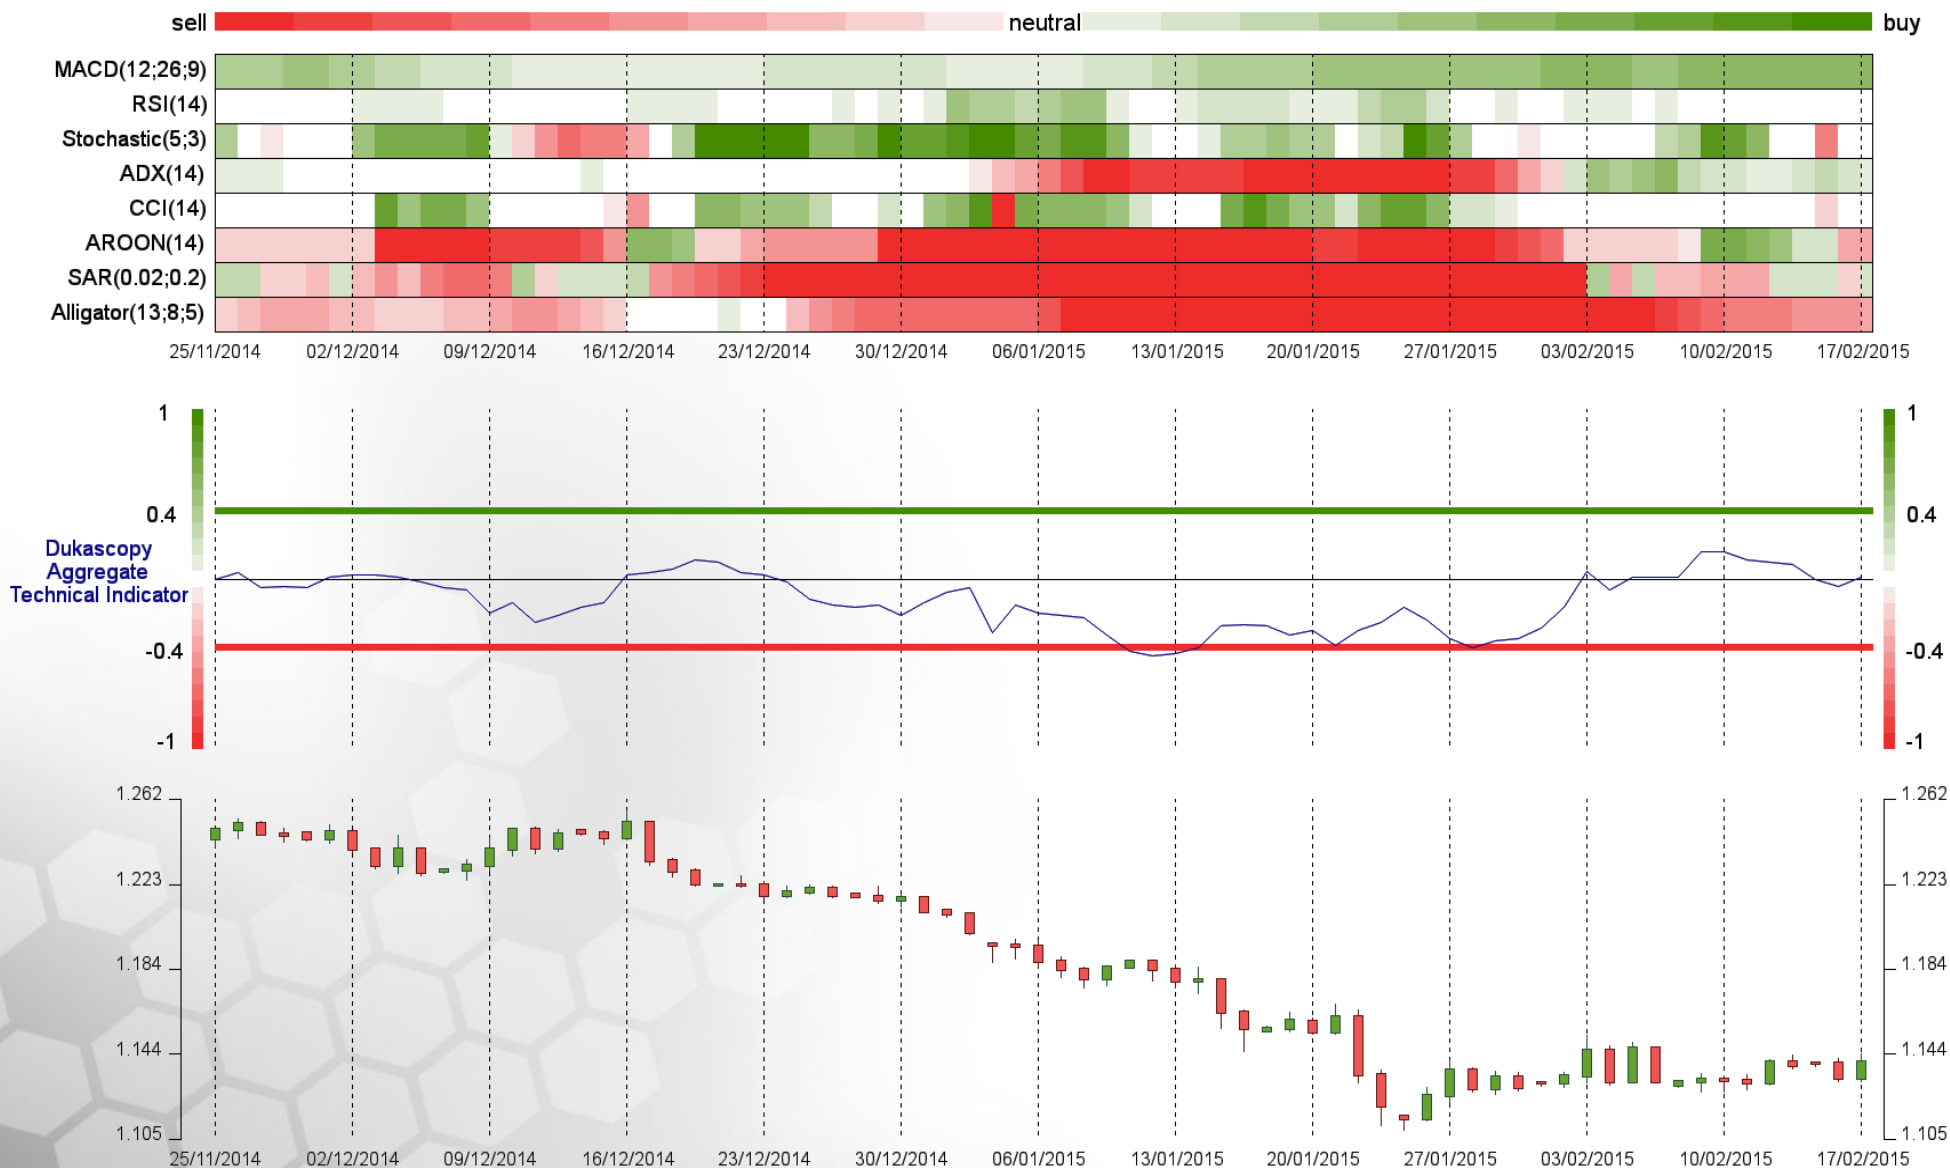 sell neutral buy
MACD(12;26;9)
RSI(14)
Stochastic(5;3)
ADX(14)
CCI(14)
AROON(14)
SAR(0.02;0.2)
Alligator(13;8;5)
25/11/2014 02/12/2014 09/12/2014 16/12/2014 23/12/2014 30/12/2014 06/01/2015 13/01/2015 20/01/2015 27/01/2015 03/02/2015 10/02/2015 17/02/2015
1 1
0.4 0.4
Dukascopy
Aggregate
Technical Indicator
-0.4 -0.4
-1 -1
1.262 1.262
1.223 1.223
1.184 1.184
1.144 1.144
1.105 1.105
25/11/2014 02/12/2014 09/12/2014 16/12/2014 23/12/2014 30/12/2014 06/01/2015 13/01/2015 20/01/2015 27/01/2015 03/02/2015 10/02/2015 17/02/2015